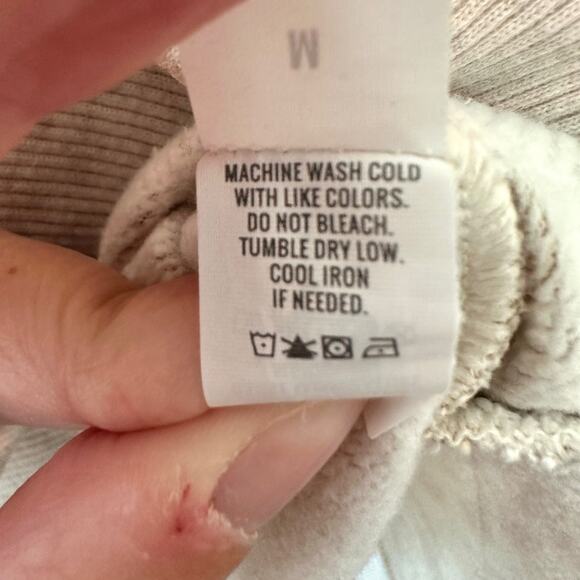 M
MACHINE WASH COLD
WITH LIKE COLORS.
DO NOT BLEACH.
TUMBLE DRY LOW.
COOL IRON
IF NEEDED.